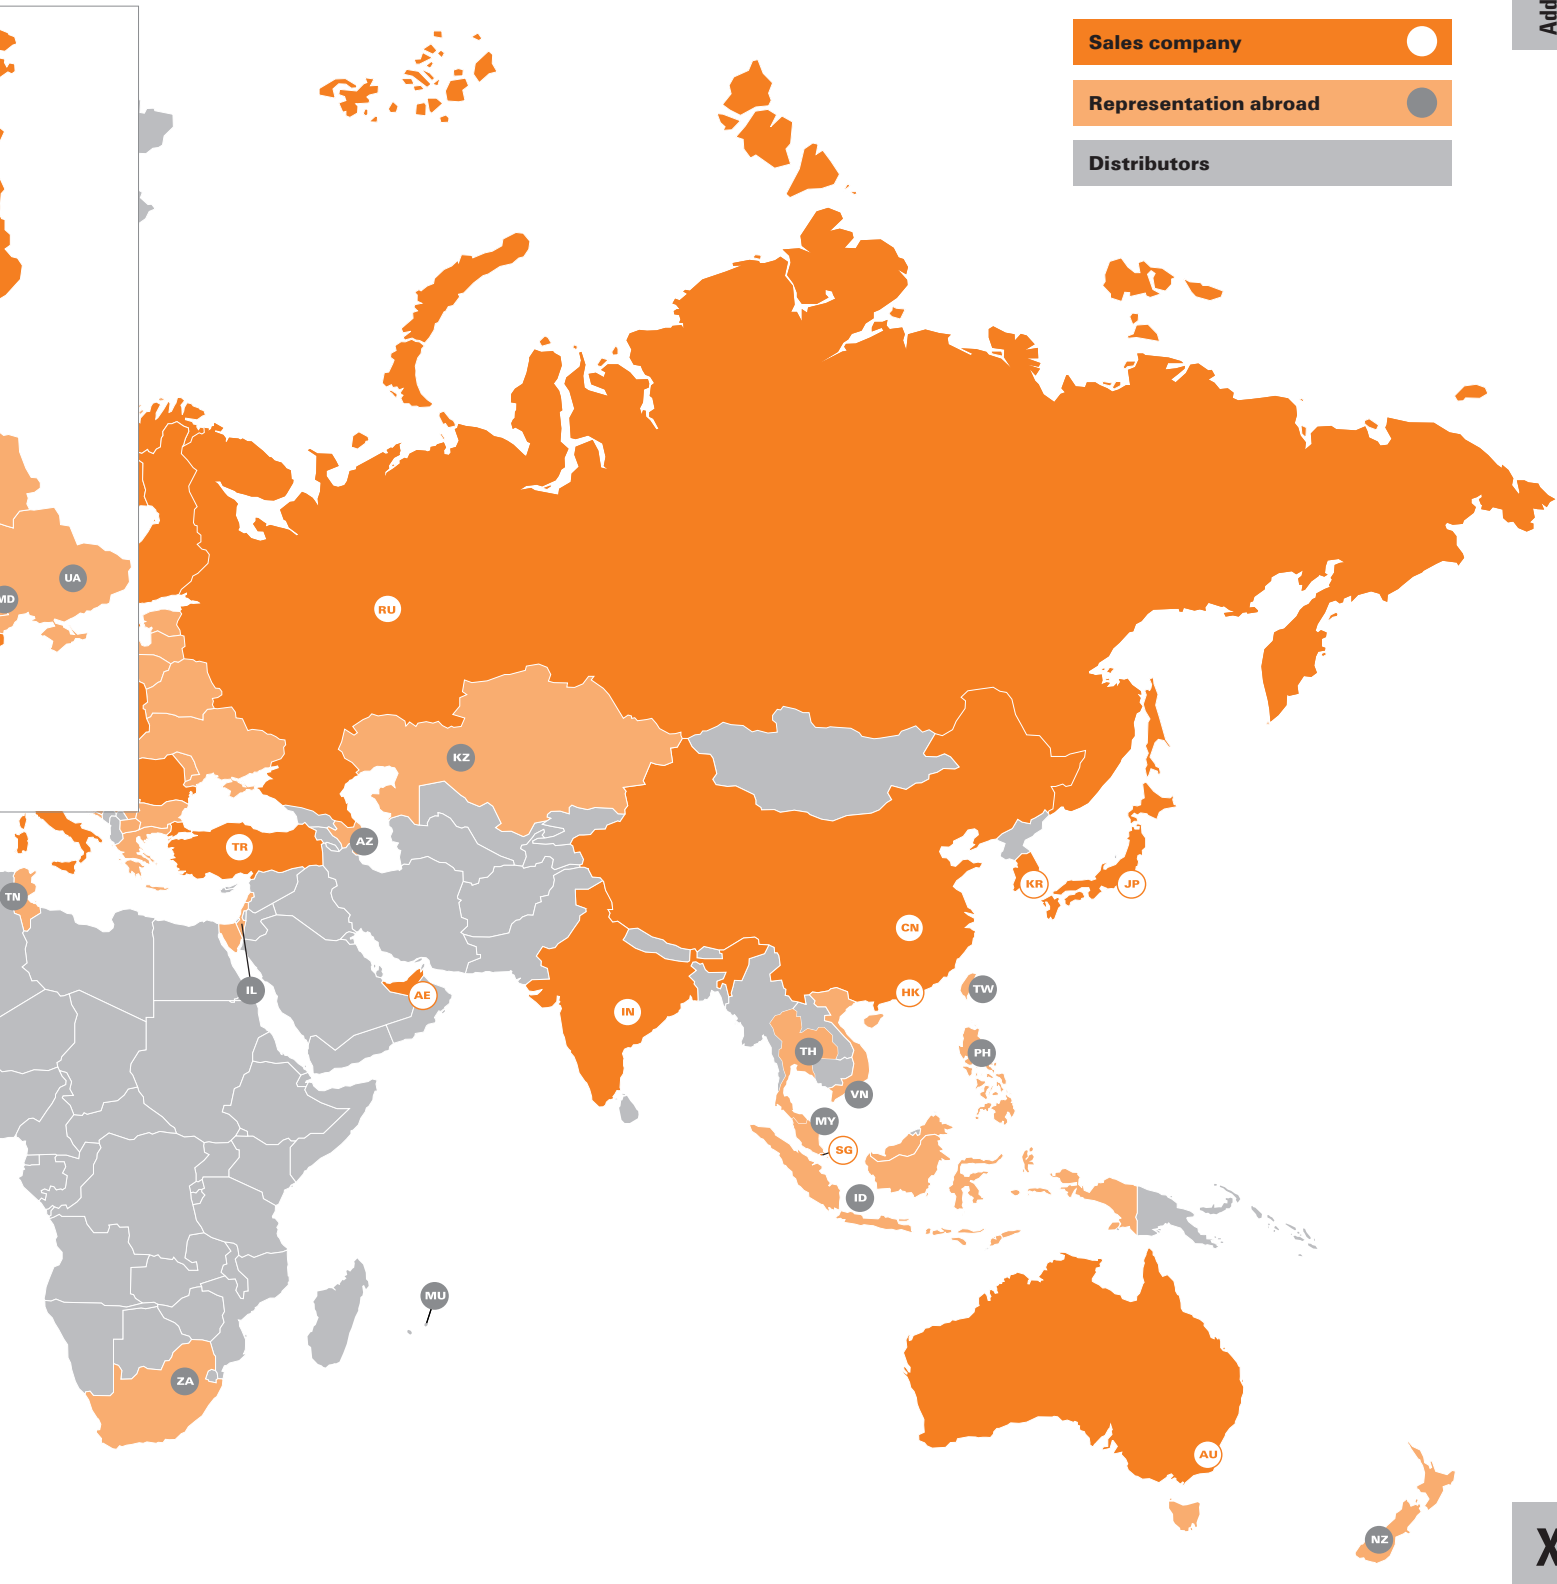 Add
Sales company
Representation abroad
Distributors
UA
MD
RU
KZ
AZ
TR
TN
KR
JP
CN
IL
AE
HK
TW
IN
TH
PH
VN
MY
SG
ID
MU
ZA
AU
NZ
X